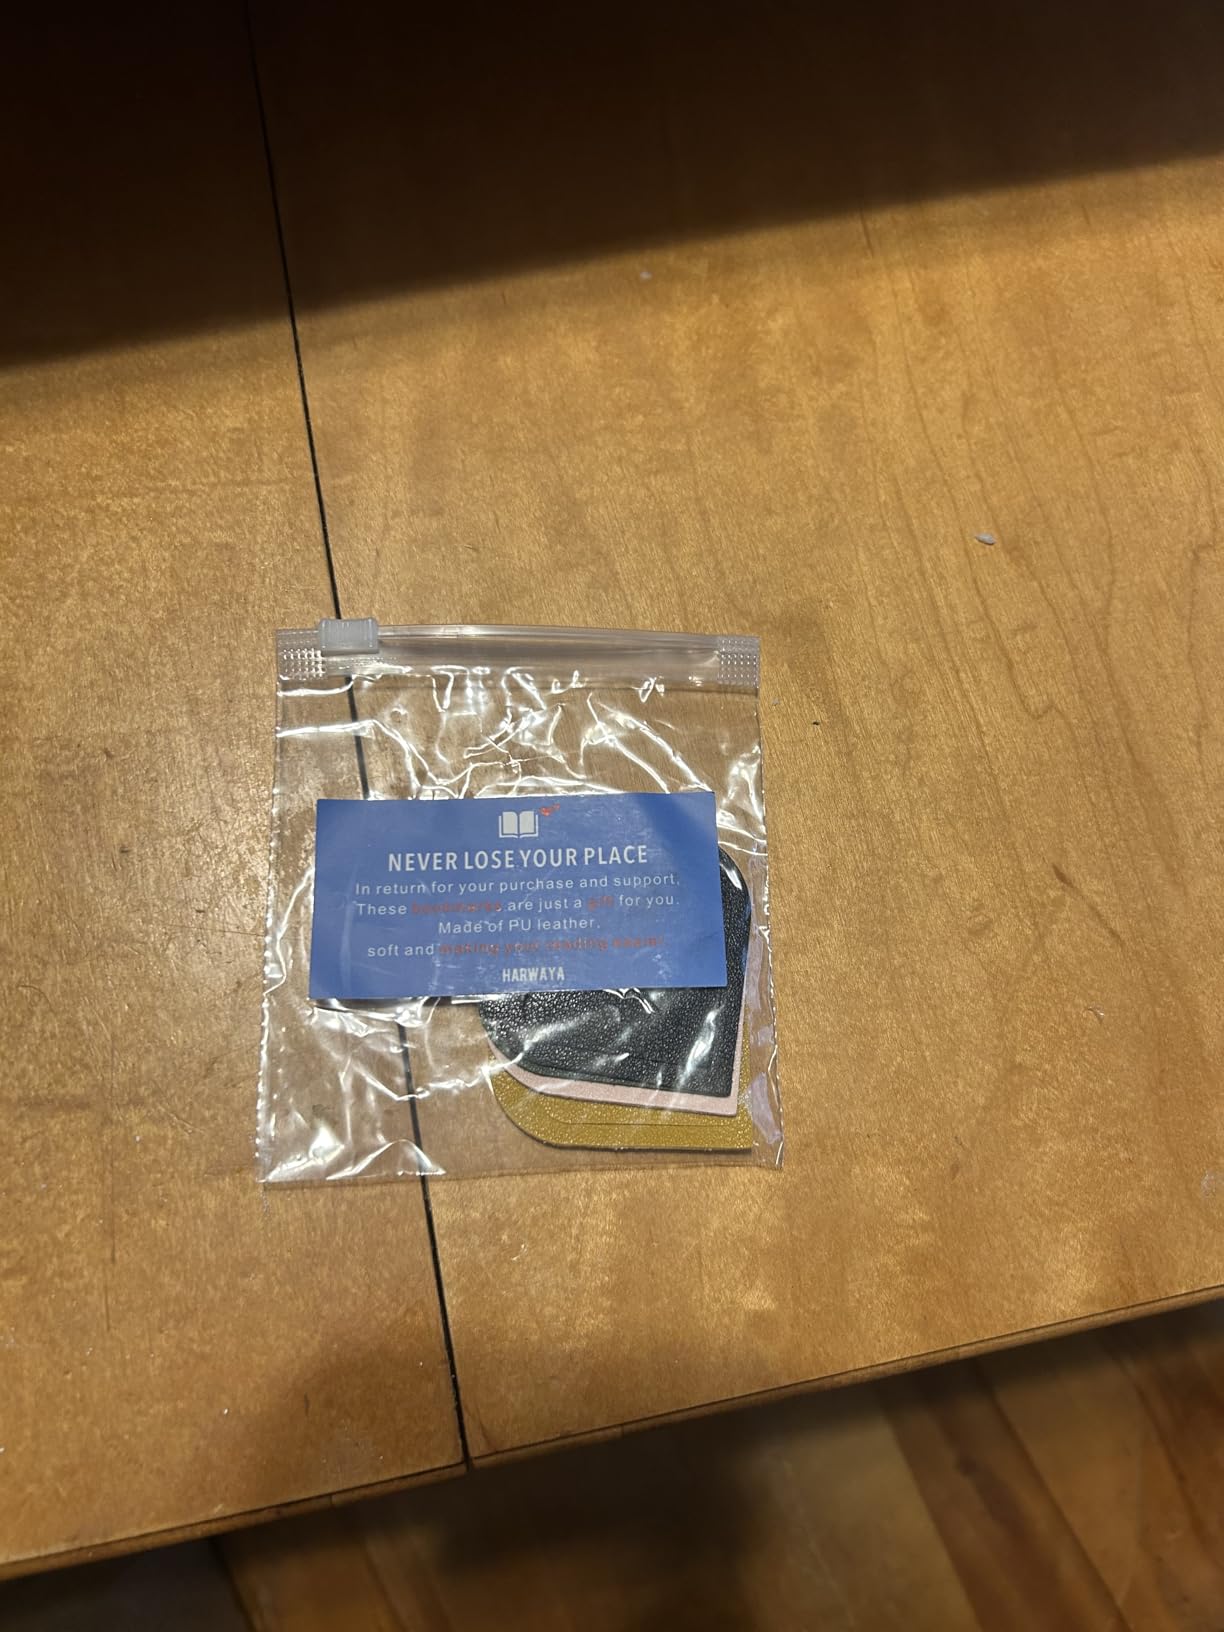 NEVER LOSE YOUR PLACE
In return for your purchase and support,
These bookmarks are just a gift for you.
Made of PU leather.
soft and making your reading easier!
HARWAYA